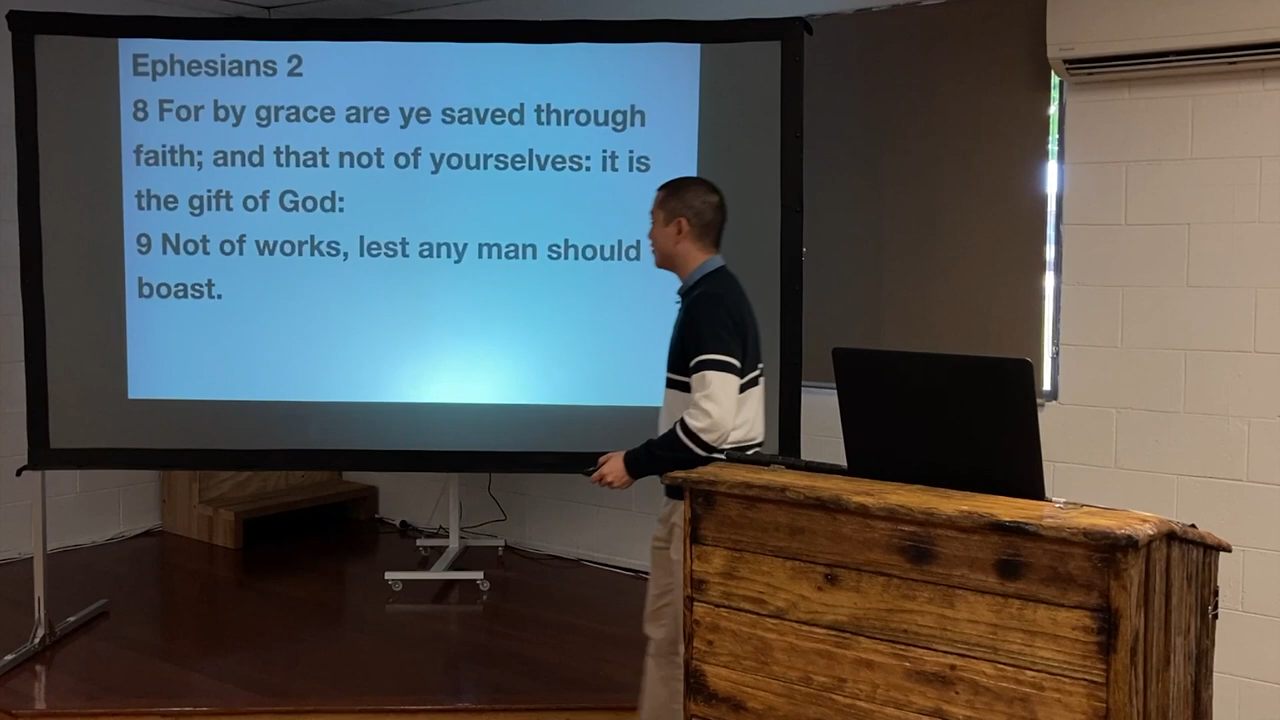 Ephesians 2
8 For by grace are ye saved through
faith; and that not of yourselves: it is
the gift of God:
9 Not of works, lest any man should
boast.